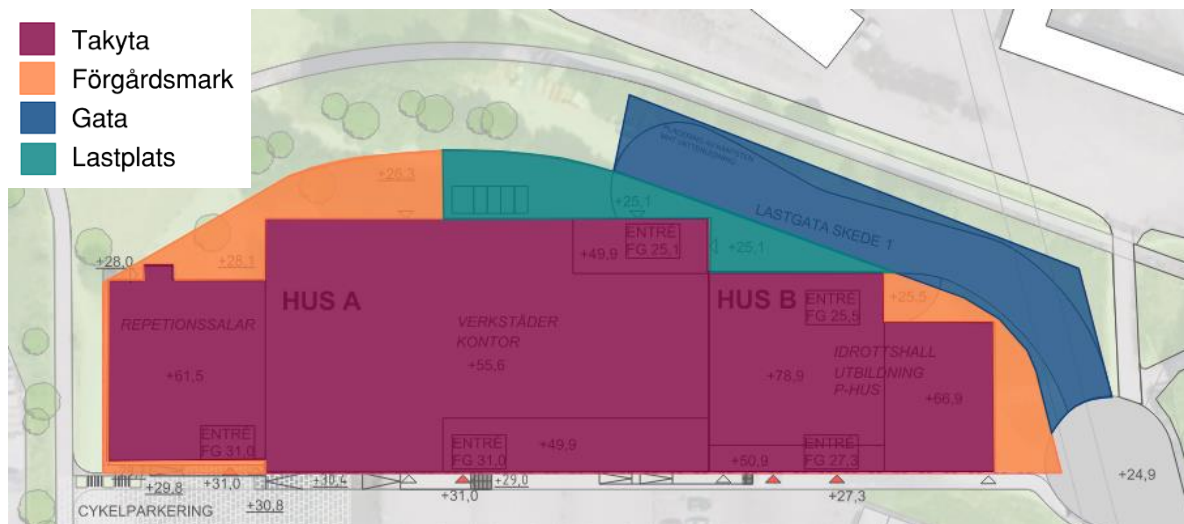 Takyta
Förgårdsmark
Gata
Lastplats
+28,3
+25,1
LASTGATA SKEDE 1
+28,0
+28,1
+49,9
ENTRÉ
FG 25,1
+25,1
HUS A
HUS B
ENTRÉ
FG 25,5
+25,5
REPETIONSSALAR
VERKSTÄDER
KONTOR
IDROTTSHALL
UTBILDNING
P-HUS
+61,5
+55,6
+78,9
+66,9
ENTRÉ
FG 31,0
ENTRÉ
FG 31,0
+49,9
+50,9
ENTRÉ
FG 27,3
+24,9
+29,8
+31,0
+30,4
+31,0
+29,0
+27,3
CYKELPARKERING
+30,8